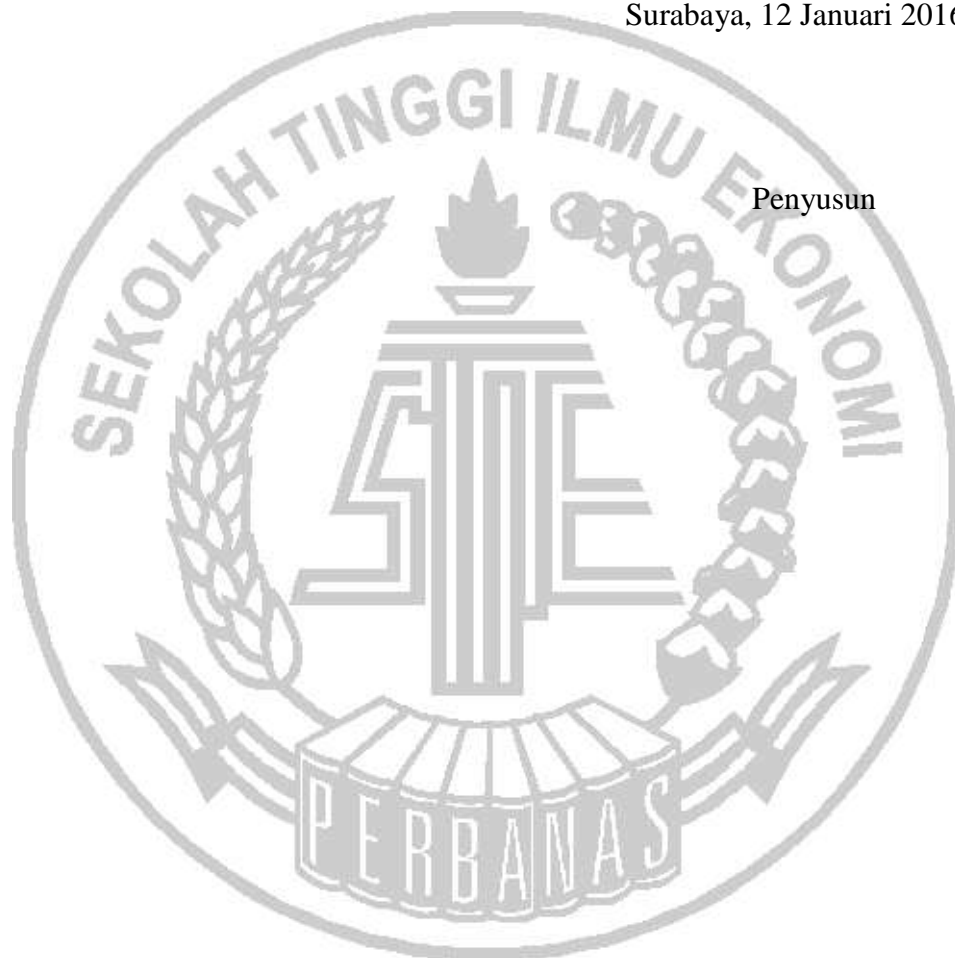 Surabaya, 12 Januari 2016
Penyusun
SEKOLAH TINGGI ILMU EKONOMI
STIE
PERBANAS